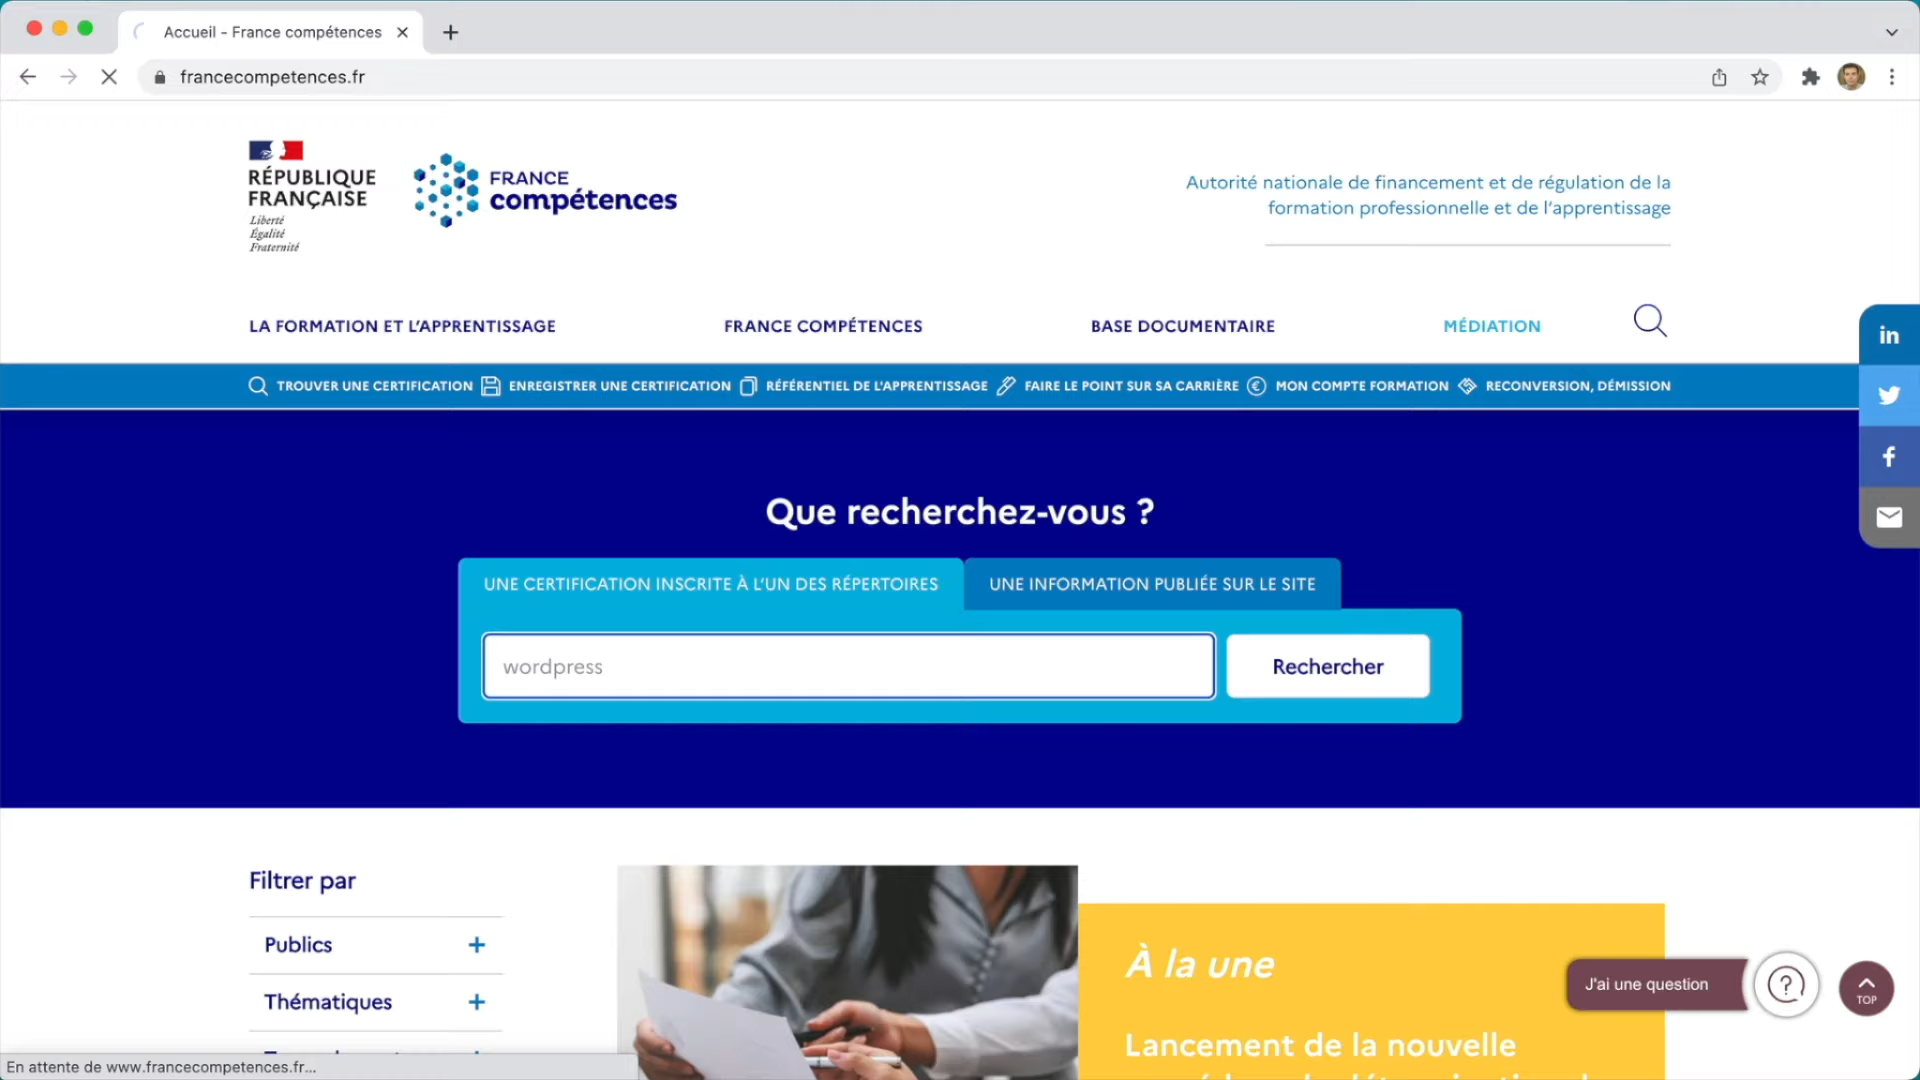 Accueil - France compétences
francecompetences.fr
RÉPUBLIQUE
FRANÇAISE
Liberté
Égalité
Fraternité
FRANCE
compétences
Autorité nationale de financement et de régulation de la
formation professionnelle et de l'apprentissage
LA FORMATION ET L'APPRENTISSAGE FRANCE COMPÉTENCES BASE DOCUMENTAIRE MÉDIATION
TROUVER UNE CERTIFICATION ENREGISTRER UNE CERTIFICATION RÉFÉRENTIEL DE L'APPRENTISSAGE FAIRE LE POINT SUR SA CARRIÈRE MON COMPTE FORMATION RECONVERSION, DÉMISSION
Que recherchez-vous ?
UNE CERTIFICATION INSCRITE À L'UN DES RÉPERTOIRES UNE INFORMATION PUBLIÉE SUR LE SITE
wordpress Rechercher
Filtrer par
Publics +
Thématiques +
À la une
Lancement de la nouvelle
J'ai une question
TOP
En attente de www.francecompetences.fr...